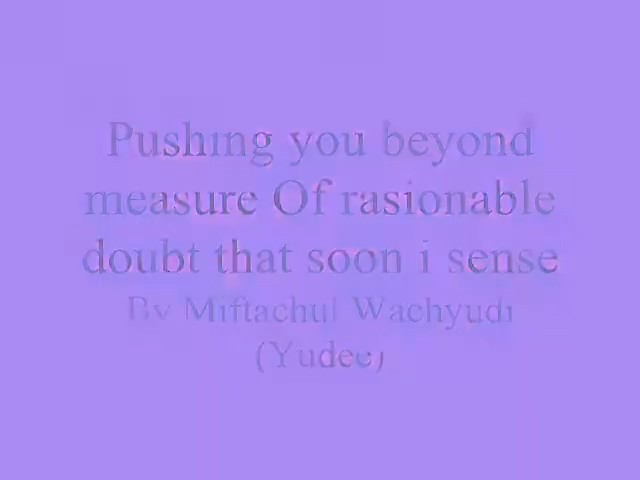 Pushing you beyond
measure Of rasionable
doubt that soon i sense
By Miftachul Wachyudi
(Yudee)